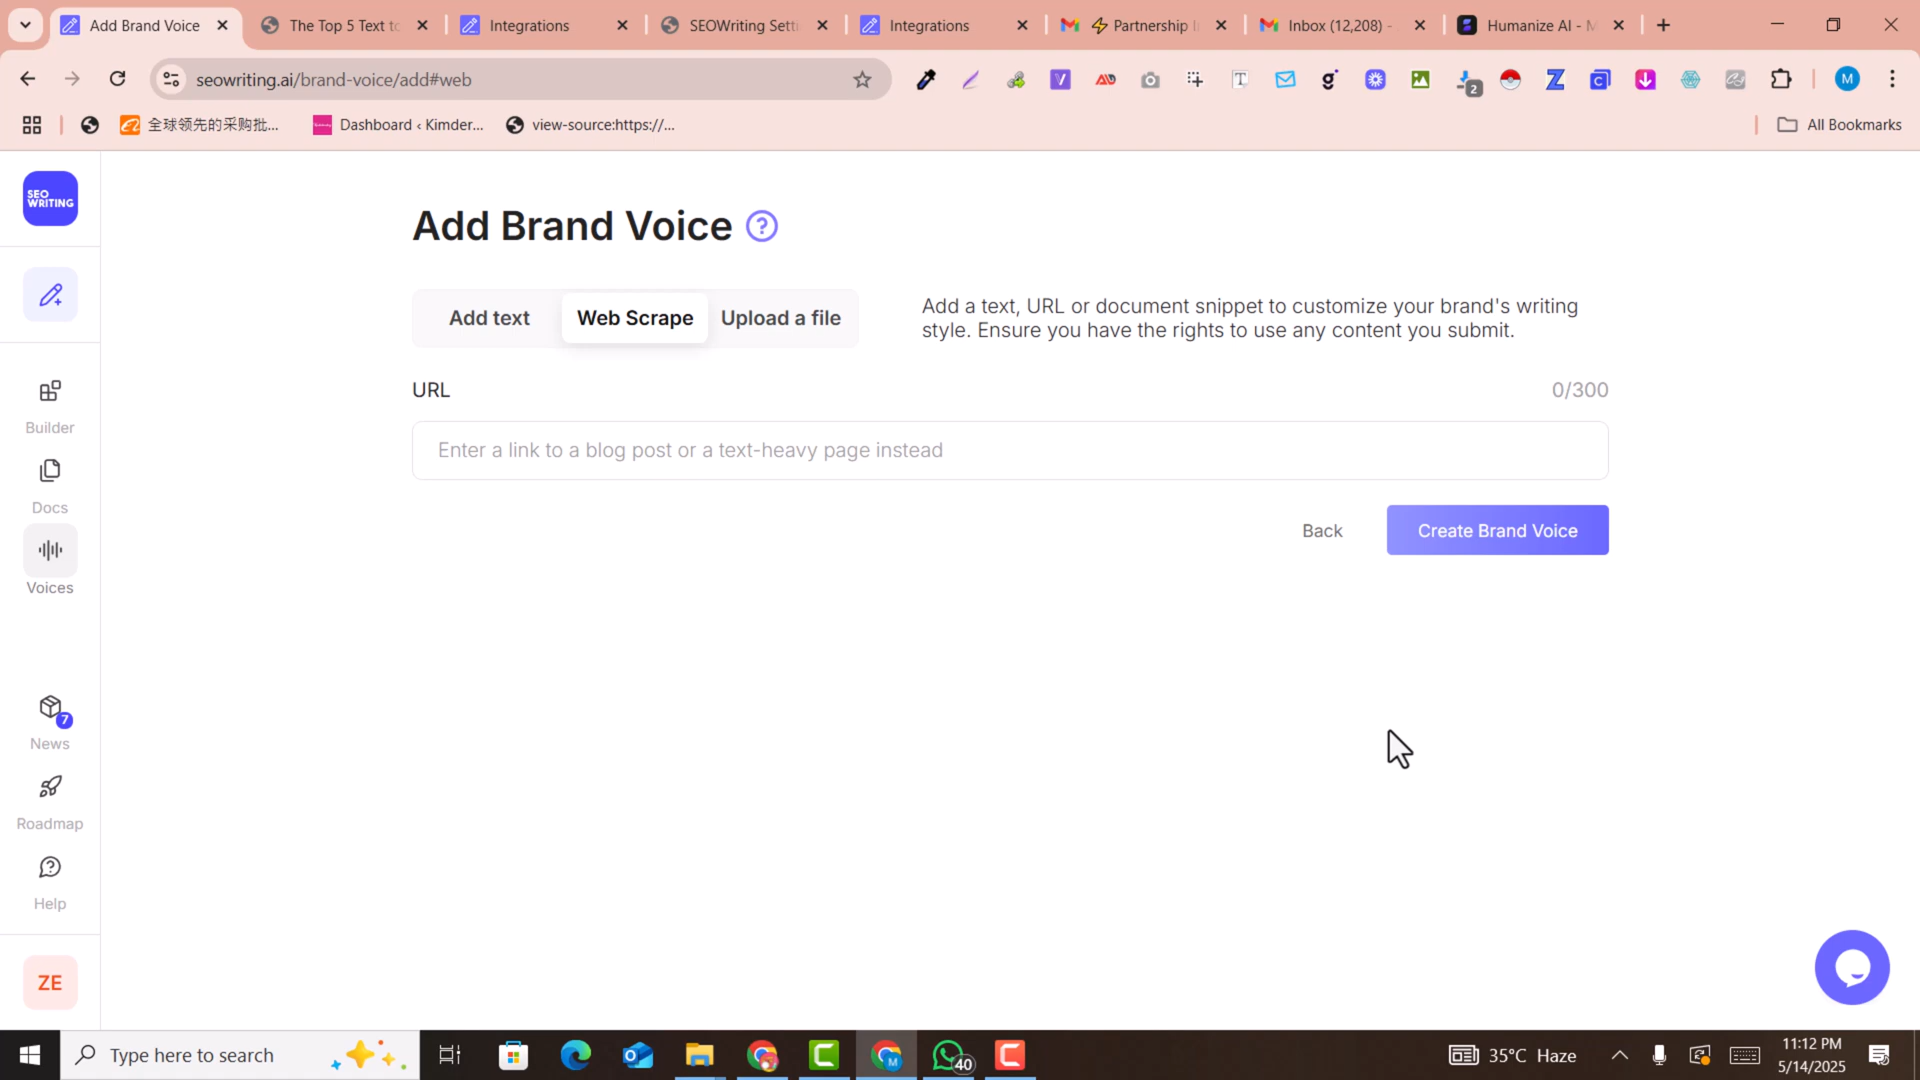 Add Brand Voice
The Top 5 Text to
Integrations
SEOWriting Setti
Integrations
Partnership I
Inbox (12,208) -
Humanize AI - M
seowriting.ai/brand-voice/add#web
2
M
全球领先的采购批...
Dashboard ‹ Kimder...
view-source:https://...
All Bookmarks
SEO
WRITING
Builder
Docs
Voices
7
News
Roadmap
Help
ZE
Add Brand Voice ?
Add text
Web Scrape
Upload a file
Add a text, URL or document snippet to customize your brand's writing
style. Ensure you have the rights to use any content you submit.
URL
0/300
Enter a link to a blog post or a text-heavy page instead
Back
Create Brand Voice
Type here to search
40
35°C Haze
11:12 PM
5/14/2025